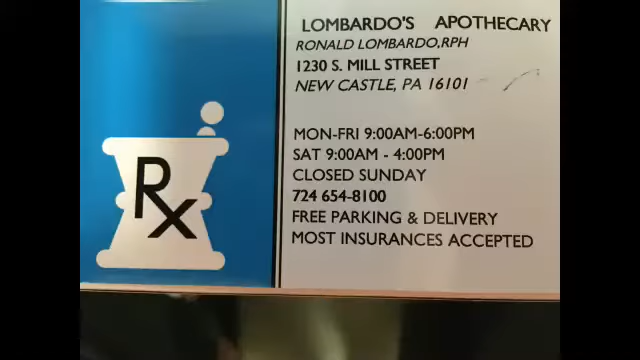 LOMBARDO'S APOTHECARY
RONALD LOMBARDO,RPH
1230 S. MILL STREET
NEW CASTLE, PA 16101
MON-FRI 9:00AM-6:00PM
SAT 9:00AM - 4:00PM
CLOSED SUNDAY
724 654-8100
FREE PARKING & DELIVERY
MOST INSURANCES ACCEPTED
Rx